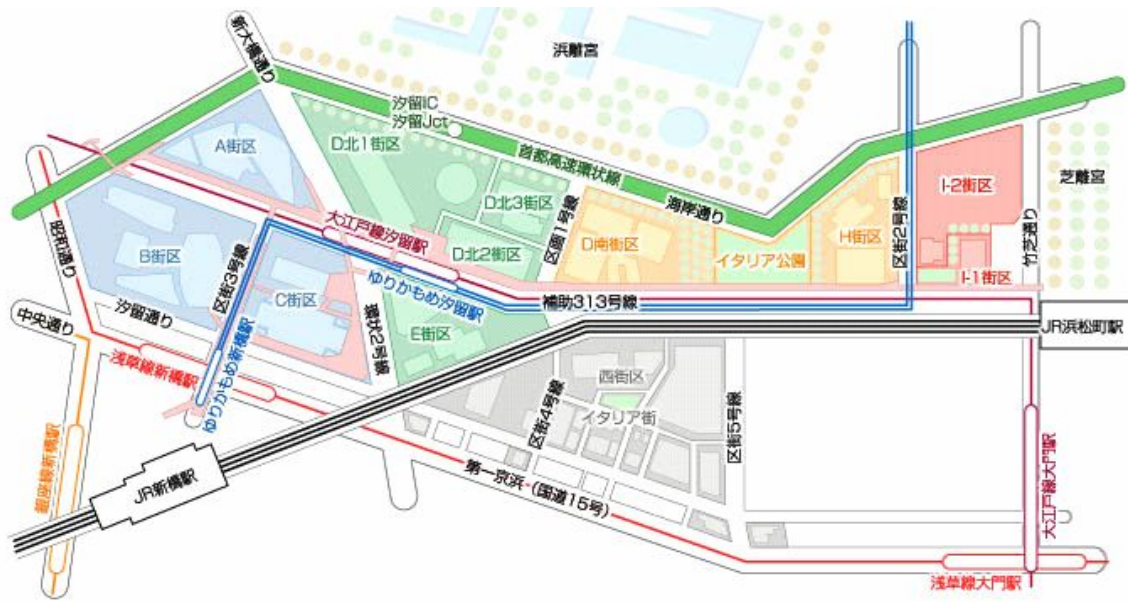 新大橋通り
浜離宮
汐留IC
汐留Jct
A街区
D北1街区
首都高速環状線
I-2街区
芝離宮
昭和通り
D北3街区
海岸通り
区街2号線
竹芝通り
大江戸線汐留駅
区街1号線
D南街区
H街区
B街区
区街3号線
D北2街区
イタリア公園
I-1街区
C街区
ゆりかもめ汐留駅
補助313号線
汐留通り
環状2号線
中央通り
E街区
JR浜松町駅
浅草線新橋駅
ゆりかもめ新橋駅
西街区
イタリア街
区街4号線
区街5号線
銀座線新橋駅
JR新橋駅
第一京浜(国道15号)
大江戸線大門駅
浅草線大門駅